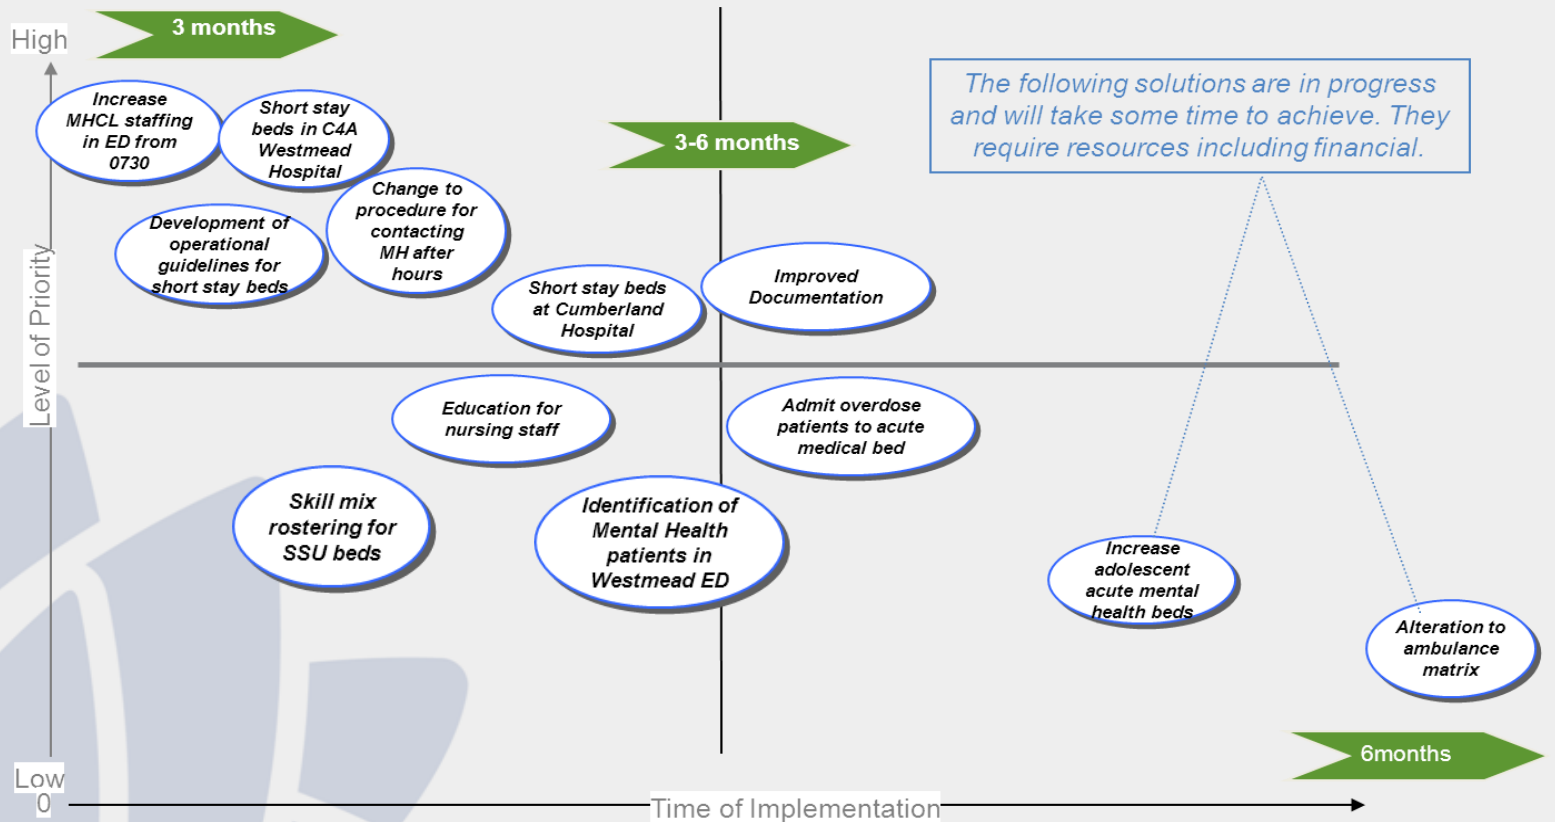 High
3 months
Increase
MHCL staffing
in ED from
0730
Short stay
beds in C4A
Westmead
Hospital
Change to
procedure for
contacting
MH after
hours
Development of
operational
guidelines for
short stay beds
3-6 months
The following solutions are in progress
and will take some time to achieve. They
require resources including financial.
Short stay beds
at Cumberland
Hospital
Improved
Documentation
Level of Priority
Education for
nursing staff
Admit overdose
patients to acute
medical bed
Skill mix
rostering for
SSU beds
Identification of
Mental Health
patients in
Westmead ED
Increase
adolescent
acute mental
health beds
Alteration to
ambulance
matrix
6months
Low
0
Time of Implementation